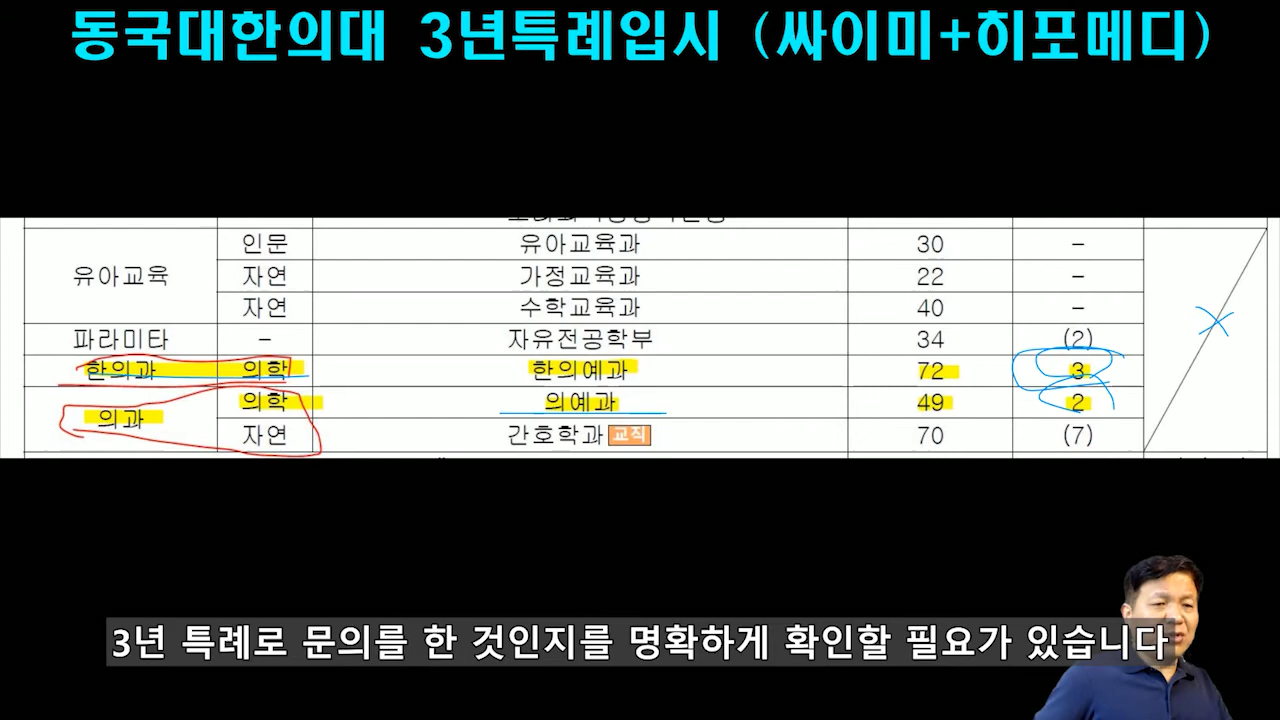 동국대한의대 3년특례입시 (싸이미+히포메디)
유아교육 인문 유아교육과 30 -
자연 가정교육과 22 -
자연 수학교육과 40 -
파라미타 - 자유전공학부 34 (2)
한의과 의학 한의예과 72 3
의과 의학 의예과 49 2
자연 간호학과 교직 70 (7)
3년 특례로 문의를 한 것인지를 명확하게 확인할 필요가 있습니다